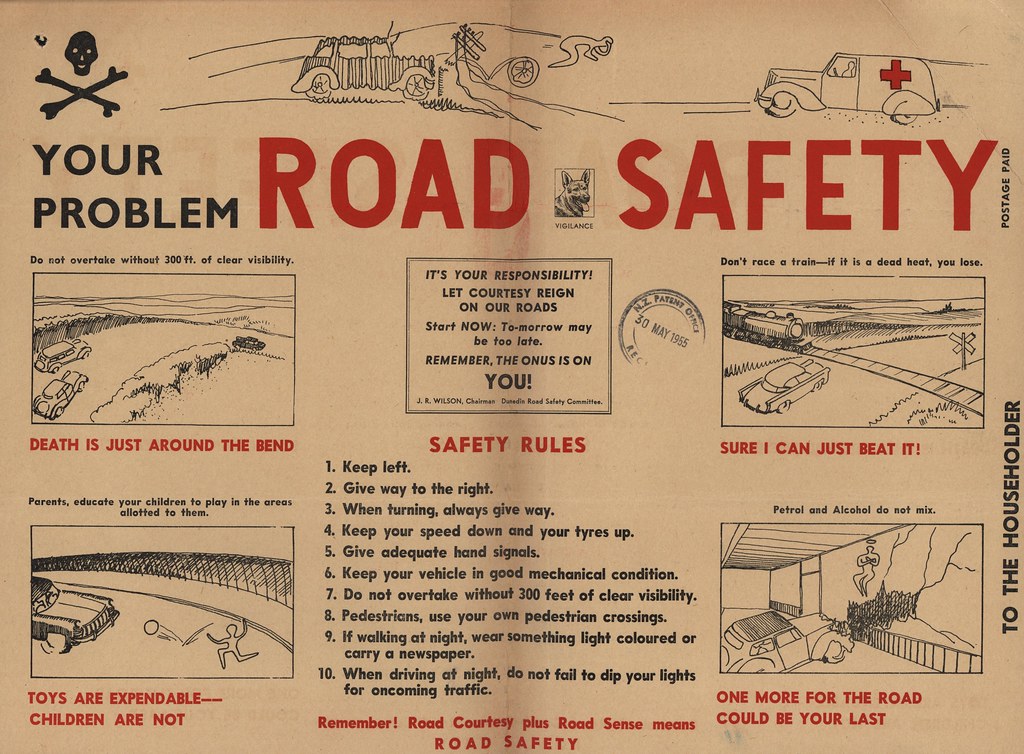 YOUR
PROBLEM
ROAD SAFETY
VIGILANCE
POSTAGE PAID
TO THE HOUSEHOLDER
Do not overtake without 300 ft. of clear visibility.
DEATH IS JUST AROUND THE BEND
Parents, educate your children to play in the areas
allotted to them.
TOYS ARE EXPENDABLE—
CHILDREN ARE NOT
IT'S YOUR RESPONSIBILITY!
LET COURTESY REIGN
ON OUR ROADS
Start NOW: To-morrow may
be too late.
REMEMBER, THE ONUS IS ON
YOU!
J. R. WILSON, Chairman Dunedin Road Safety Committee.
N.Z. PATENT OFFICE
30 MAY 1955
SAFETY RULES
1. Keep left.
2. Give way to the right.
3. When turning, always give way.
4. Keep your speed down and your tyres up.
5. Give adequate hand signals.
6. Keep your vehicle in good mechanical condition.
7. Do not overtake without 300 feet of clear visibility.
8. Pedestrians, use your own pedestrian crossings.
9. If walking at night, wear something light coloured or
carry a newspaper.
10. When driving at night, do not fail to dip your lights
for oncoming traffic.
Remember! Road Courtesy plus Road Sense means
ROAD SAFETY
Don't race a train—if it is a dead heat, you lose.
SURE I CAN JUST BEAT IT!
Petrol and Alcohol do not mix.
ONE MORE FOR THE ROAD
COULD BE YOUR LAST